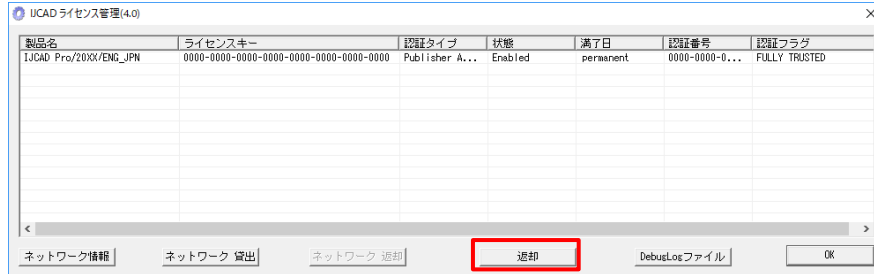 IJCAD ライセンス管理(4.0)
製品名 ライセンスキー 認証タイプ 状態 満了日 認証番号 認証フラグ
IJCAD Pro/20XX/ENG_JPN 0000-0000-0000-0000-0000-0000-0000 Publisher A... Enabled permanent 0000-0000-0... FULLY TRUSTED
ネットワーク情報 ネットワーク 貸出 ネットワーク 返却 返却 DebugLogファイル OK